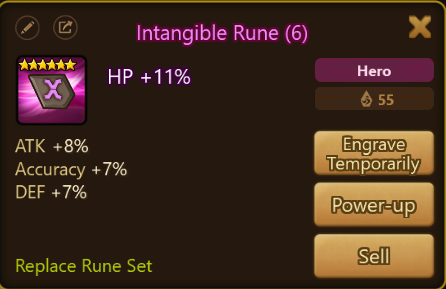 Intangible Rune (6)
HP +11%
Hero
55
ATK +8%
Accuracy +7%
DEF +7%
Engrave
Temporarily
Power-up
Sell
Replace Rune Set